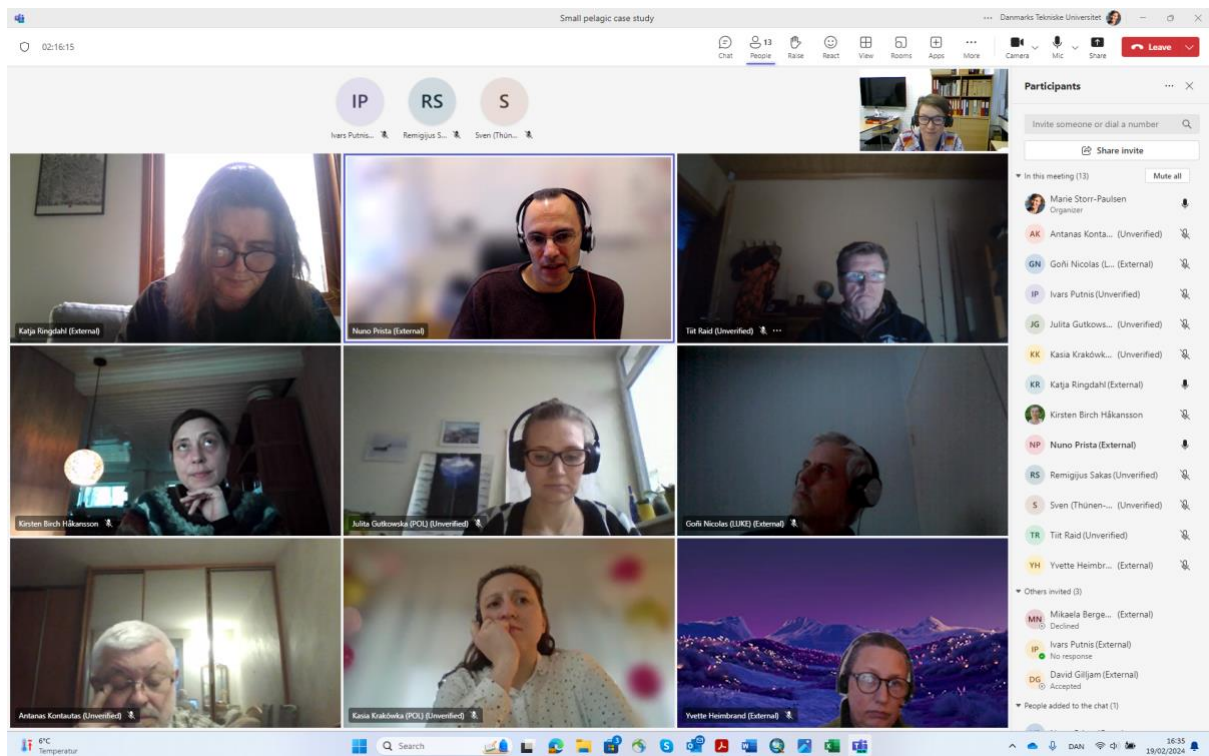 Small pelagic case study
Danmarks Tekniske Universitet
02:16:15
Chat
13
People
Raise
React
View
Rooms
Apps
More
Camera
Mic
Share
Leave
IP
RS
S
Ivars Putnis...
Remigijus S...
Sven (Thün...
Katja Ringdahl (External)
Nuno Prista (External)
Tiit Raid (Unverified)
Kirsten Birch Håkansson
Julita Gutkowska (POL) (Unverified)
Goñi Nicolas (LUKE) (External)
Antanas Kontautas (Unverified)
Kasia Krakówka (POL) (Unverified)
Yvette Heimbrand (External)
Participants
Invite someone or dial a number
Share invite
In this meeting (13)
Mute all
Marie Storr-Paulsen
Organizer
AK Antanas Konta... (Unverified)
GN Goñi Nicolas (L... (External)
IP Ivars Putnis (Unverified)
JG Julita Gutkows... (Unverified)
KK Kasia Krakówk... (Unverified)
KR Katja Ringdahl (External)
Kirsten Birch Håkansson
NP Nuno Prista (External)
RS Remigijus Sakas (Unverified)
S Sven (Thünen-... (Unverified)
TR Tiit Raid (Unverified)
YH Yvette Heimbr... (External)
Others invited (3)
MN Mikaela Berge... (External)
Declined
IP Ivars Putnis (External)
No response
DG David Gilljam (External)
Accepted
People added to the chat (1)
6°C
Temperatur
Search
DAN
16:35
19/02/2024